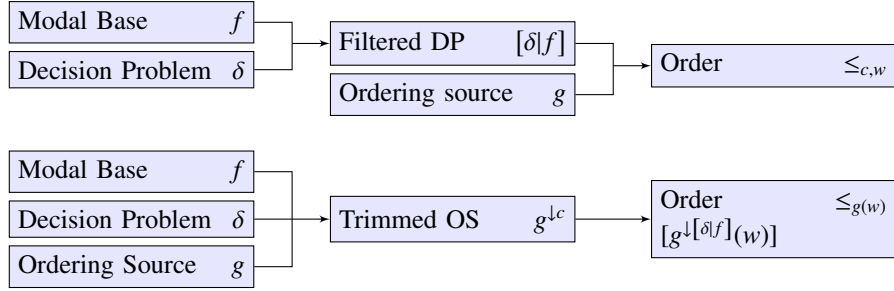 Modal Base f
Decision Problem δ
Filtered DP [δ|f]
Ordering source g
Order ≤c,w
Modal Base f
Decision Problem δ
Ordering Source g
Trimmed OS g↓c
Order ≤g(w)
[g↓[δ|f](w)]